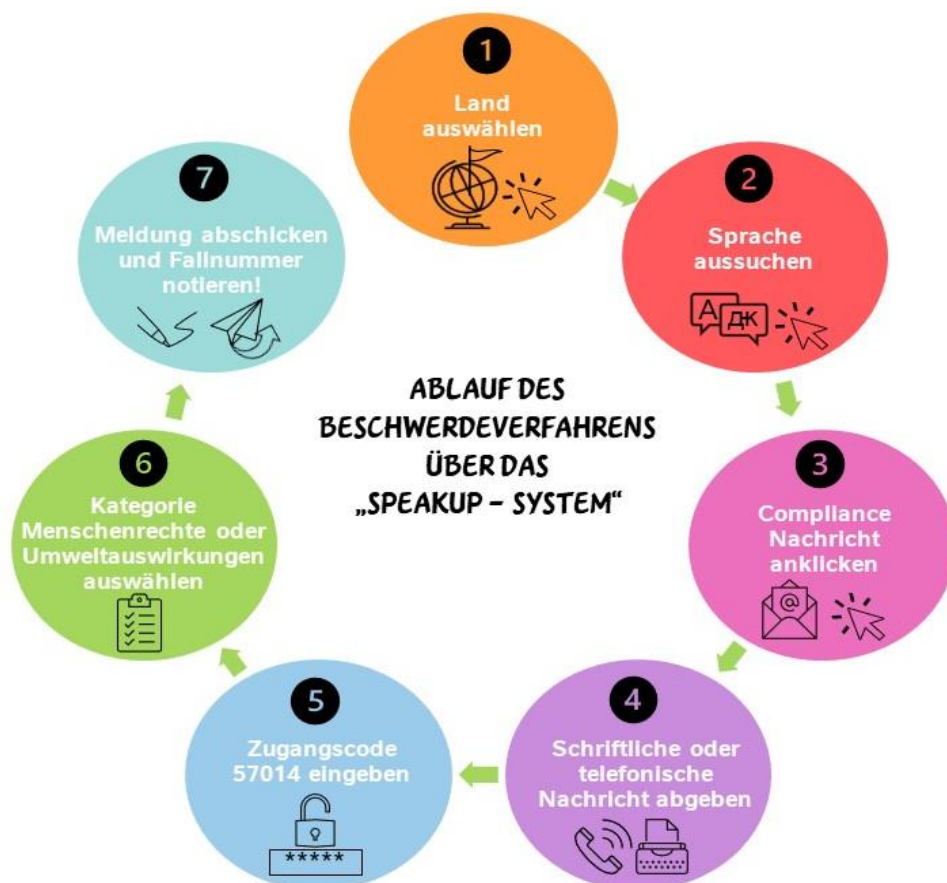 1
Land
auswählen
2
Sprache
aussuchen
A
ДЖ
3
Compliance
Nachricht
anklicken
@
4
Schriftliche oder
telefonische
Nachricht abgeben
5
Zugangscode
57014 eingeben
*****
6
Kategorie
Menschenrechte oder
Umweltauswirkungen
auswählen
7
Meldung abschicken
und Fallnummer
notieren!
ABLAUF DES
BESCHWERDEVERFAHRENS
ÜBER DAS
„SPEAKUP – SYSTEM“